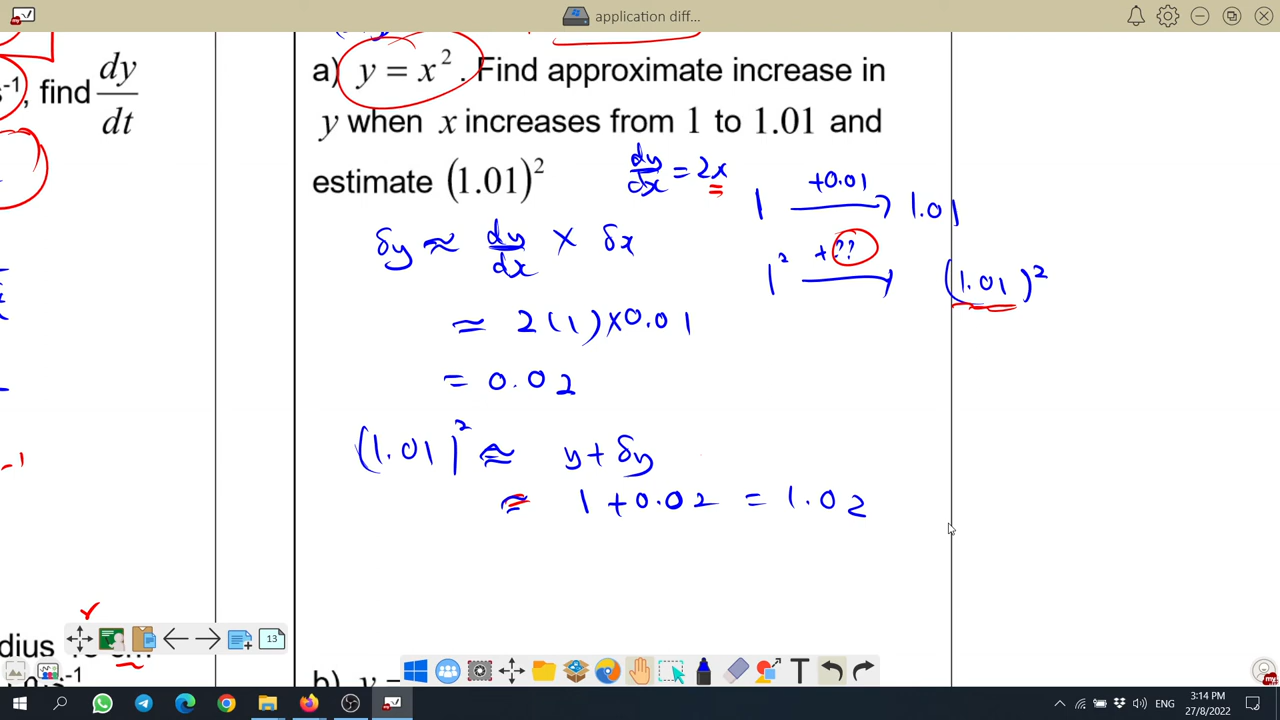 application diff...
s⁻¹, find dy/dt
a) y = x². Find approximate increase in
y when x increases from 1 to 1.01 and
estimate (1.01)²
dy/dx = 2x
1 +0.01 → 1.01
1² +?? → (1.01)²
δy ≈ dy/dx × δx
≈ 2(1)×0.01
= 0.02
(1.01)² ≈ y + δy
≈ 1 + 0.02 = 1.02
dius
13
b) y =
T
ENG
3:14 PM
27/8/2022